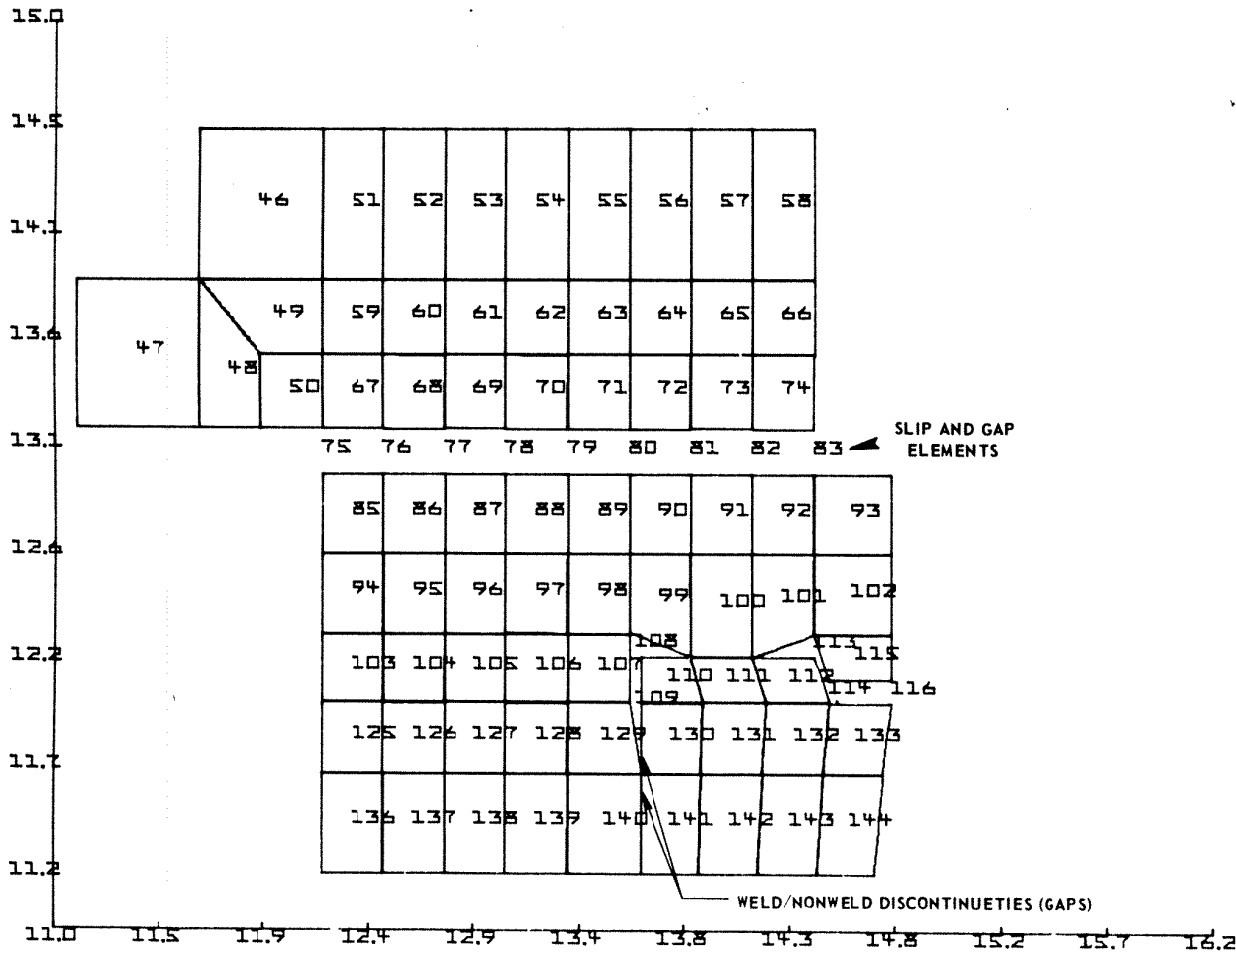 15.0
14.5
46 51 52 53 54 55 56 57 58
14.1
49 59 60 61 62 63 64 65 66
13.6
47
48
50 67 68 69 70 71 72 73 74
13.1
75 76 77 78 79 80 81 82 83
SLIP AND GAP
ELEMENTS
85 86 87 88 89 90 91 92 93
12.6
94 95 96 97 98 99 100 101 102
108 113
12.2
103 104 105 106 107 115
110 111 112
109 114 116
125 126 127 128 129 130 131 132 133
11.7
136 137 138 139 140 141 142 143 144
11.2
WELD/NONWELD DISCONTINUETIES (GAPS)
11.0 11.5 11.9 12.4 12.9 13.4 13.8 14.3 14.8 15.2 15.7 16.2